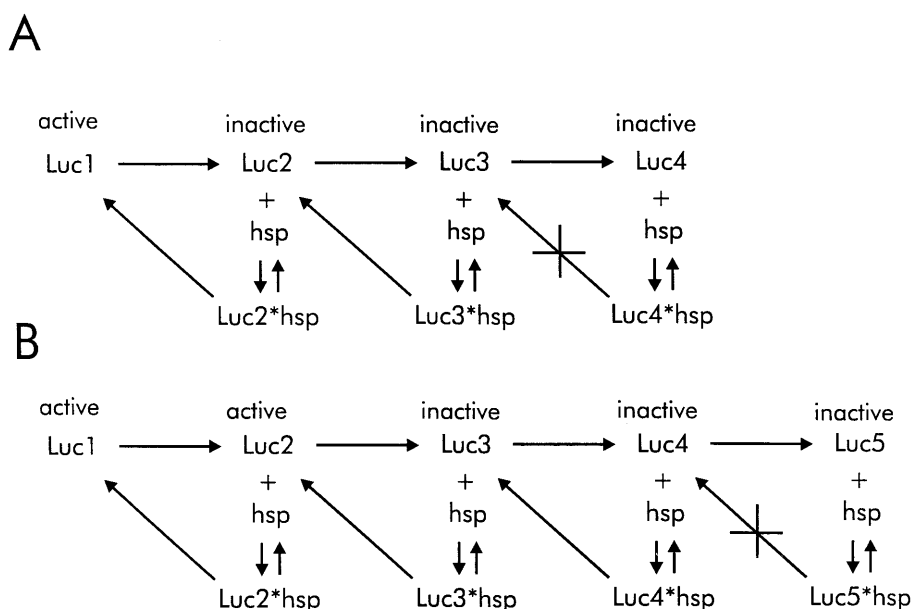 A
active inactive inactive inactive
Luc1 Luc2 Luc3 Luc4
+ + +
hsp hsp hsp
Luc2*hsp Luc3*hsp Luc4*hsp
B
active active inactive inactive inactive
Luc1 Luc2 Luc3 Luc4 Luc5
+ + + +
hsp hsp hsp hsp
Luc2*hsp Luc3*hsp Luc4*hsp Luc5*hsp